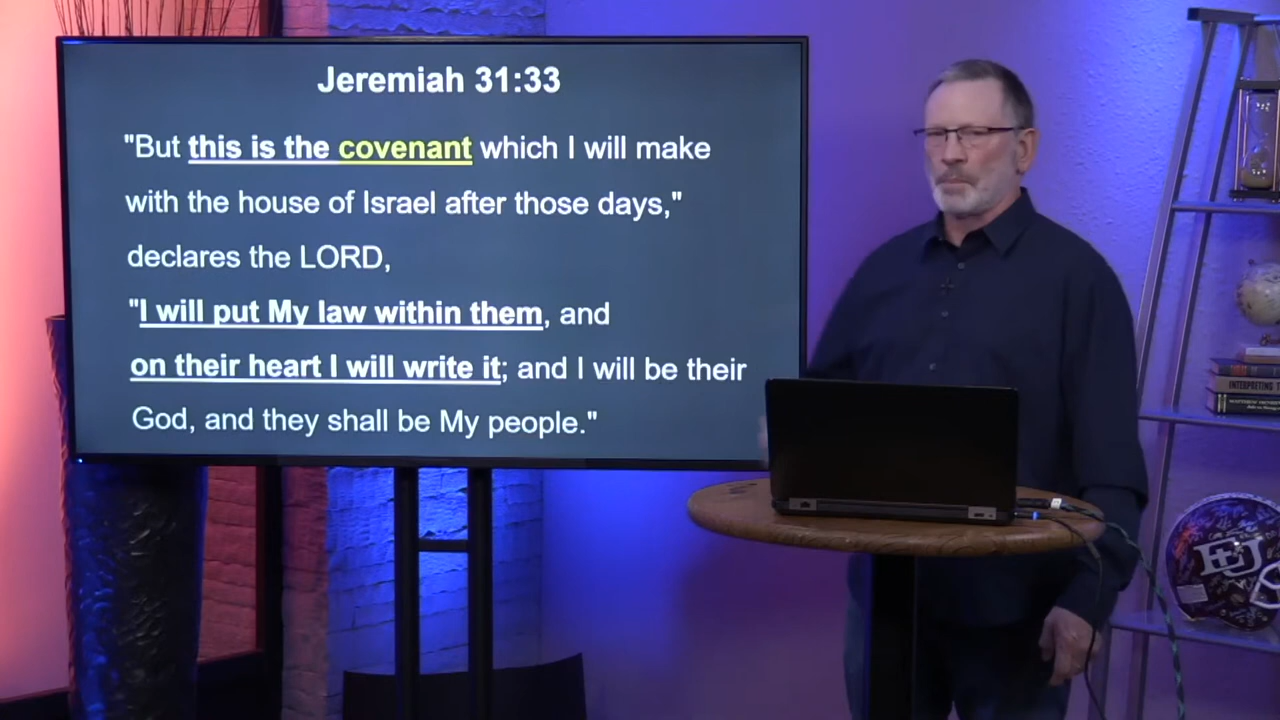 Jeremiah 31:33
"But this is the covenant which I will make
with the house of Israel after those days,"
declares the LORD,
"I will put My law within them, and
on their heart I will write it; and I will be their
God, and they shall be My people."
INTERPRETING
EU